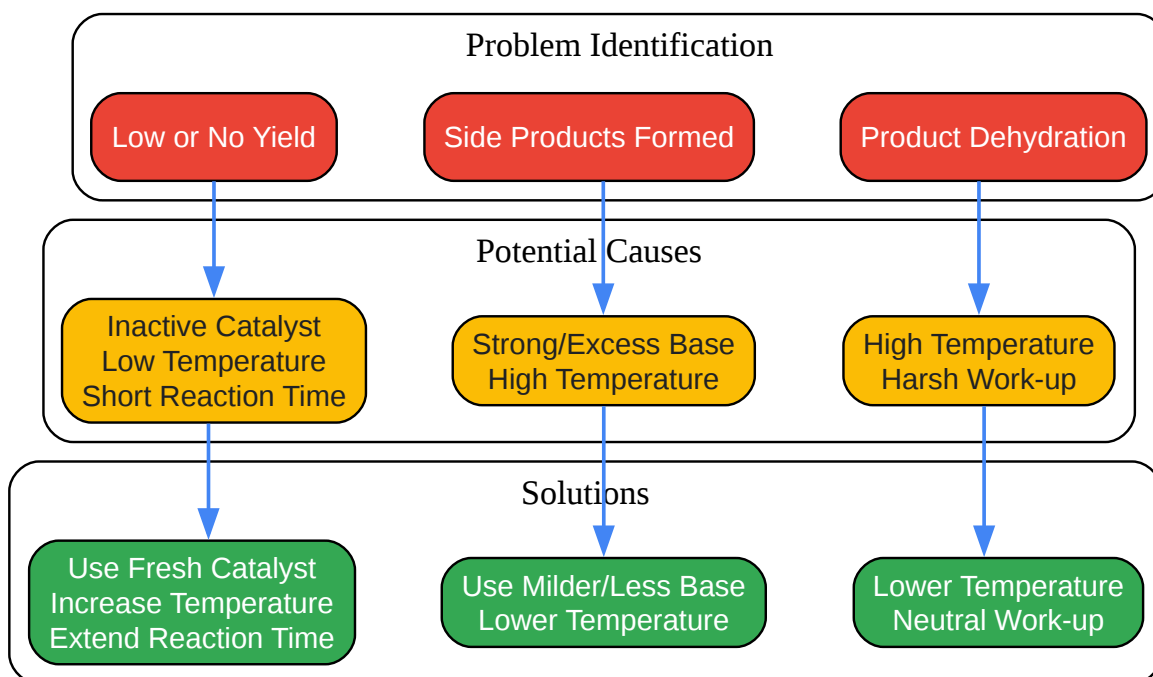 Problem Identification
Low or No Yield
Side Products Formed
Product Dehydration
Potential Causes
Inactive Catalyst
Low Temperature
Short Reaction Time
Strong/Excess Base
High Temperature
High Temperature
Harsh Work-up
Solutions
Use Fresh Catalyst
Increase Temperature
Extend Reaction Time
Use Milder/Less Base
Lower Temperature
Lower Temperature
Neutral Work-up